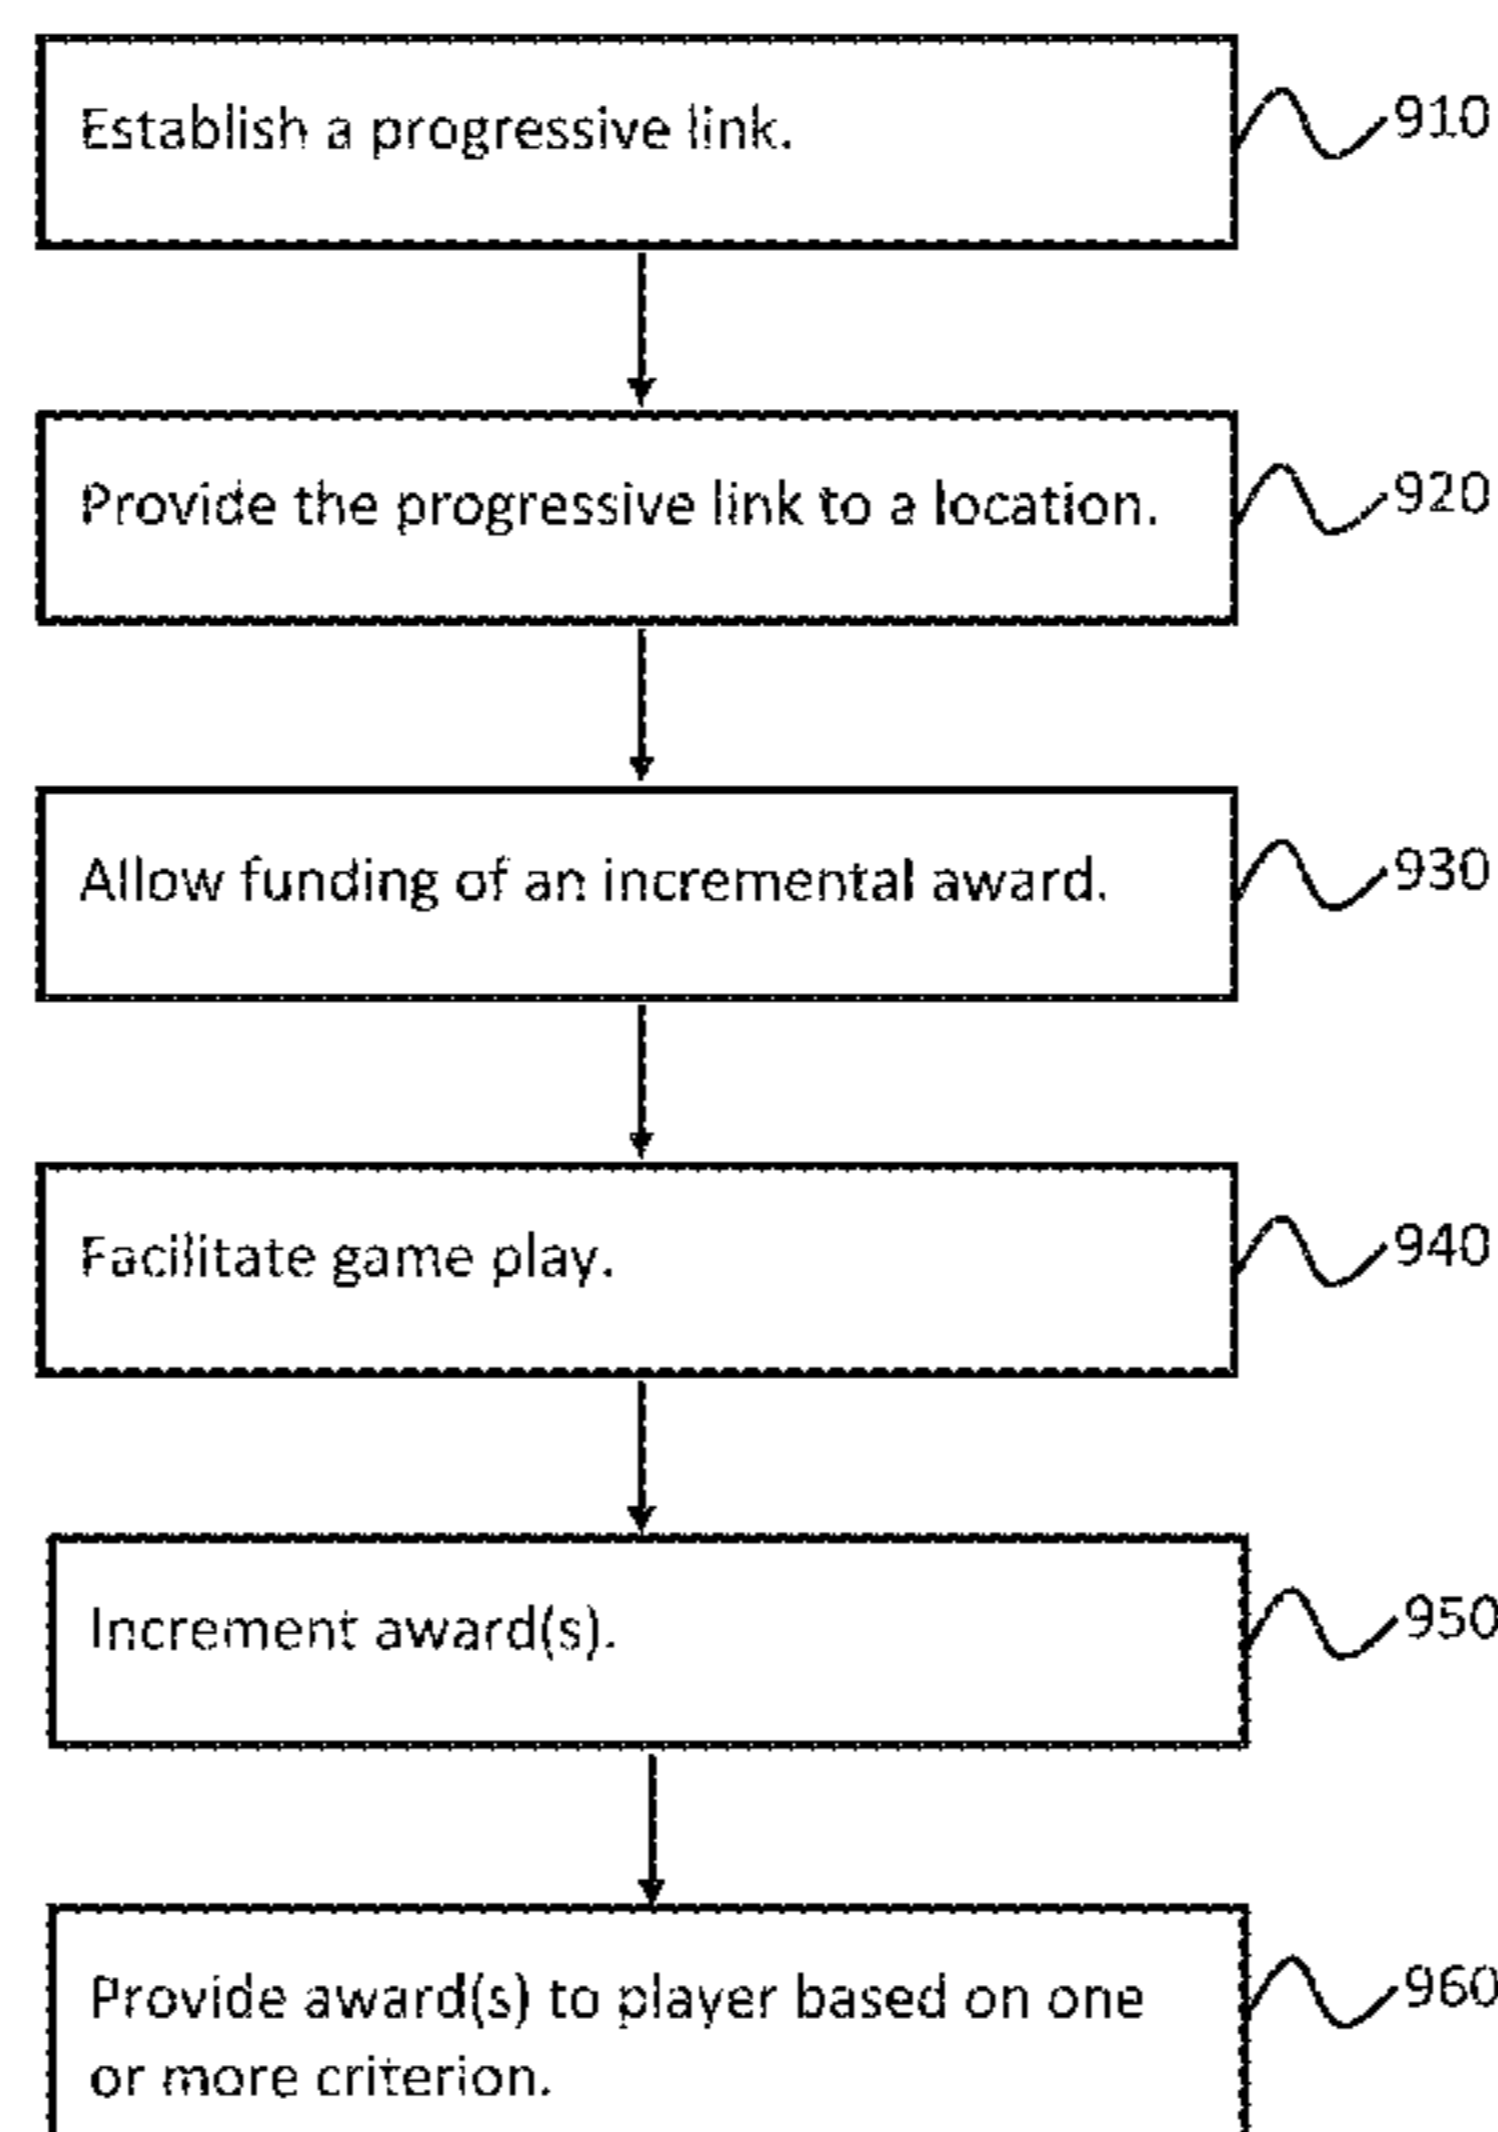 Establish a progressive link.
910
Provide the progressive link to a location.
920
Allow funding of an incremental award.
930
Facilitate game play.
940
Increment award(s).
950
Provide award(s) to player based on one
or more criterion.
960